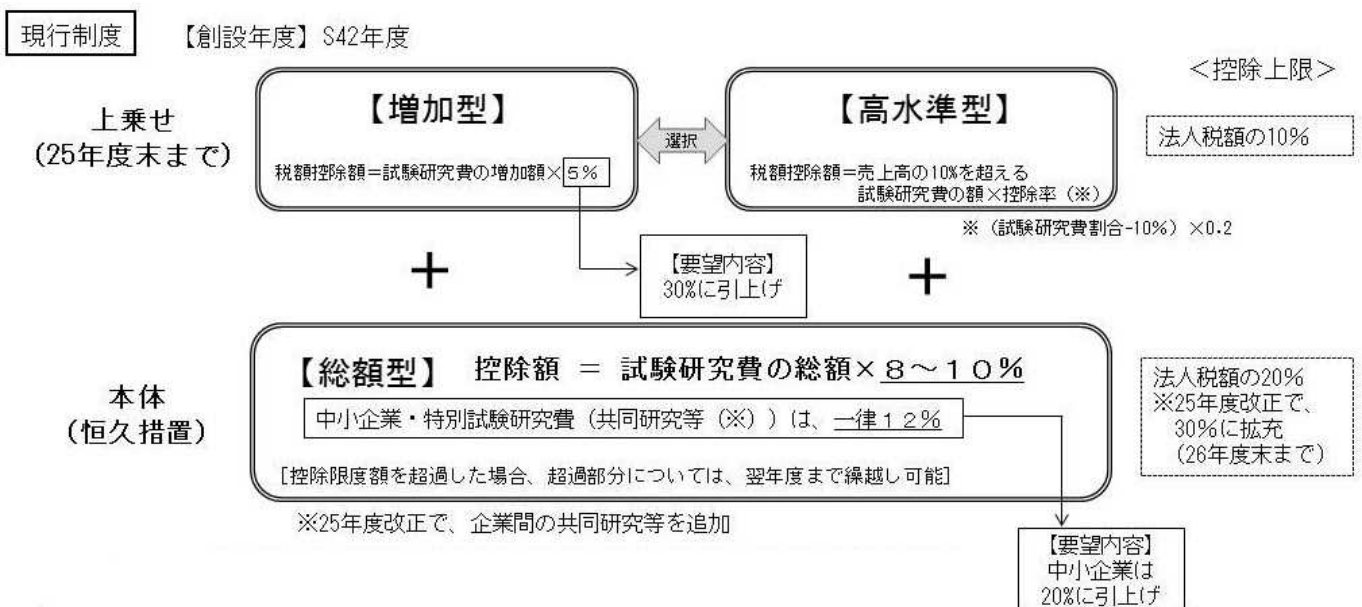 現行制度
【創設年度】S42年度
＜控除上限＞
上乗せ
(25年度末まで)
【増加型】
税額控除額＝試験研究費の増加額×5%
選択
【高水準型】
税額控除額＝売上高の10%を超える
試験研究費の額×控除率（※）
法人税額の10%
※（試験研究費割合-10%）×0.2
＋
【要望内容】
30%に引上げ
＋
本体
(恒久措置)
【総額型】 控除額 ＝ 試験研究費の総額×８～１０％
中小企業・特別試験研究費（共同研究等（※））は、一律１２％
[控除限度額を超過した場合、超過部分については、翌年度まで繰越し可能]
法人税額の20%
※25年度改正で、
30%に拡充
（26年度末まで）
※25年度改正で、企業間の共同研究等を追加
【要望内容】
中小企業は
20%に引上げ